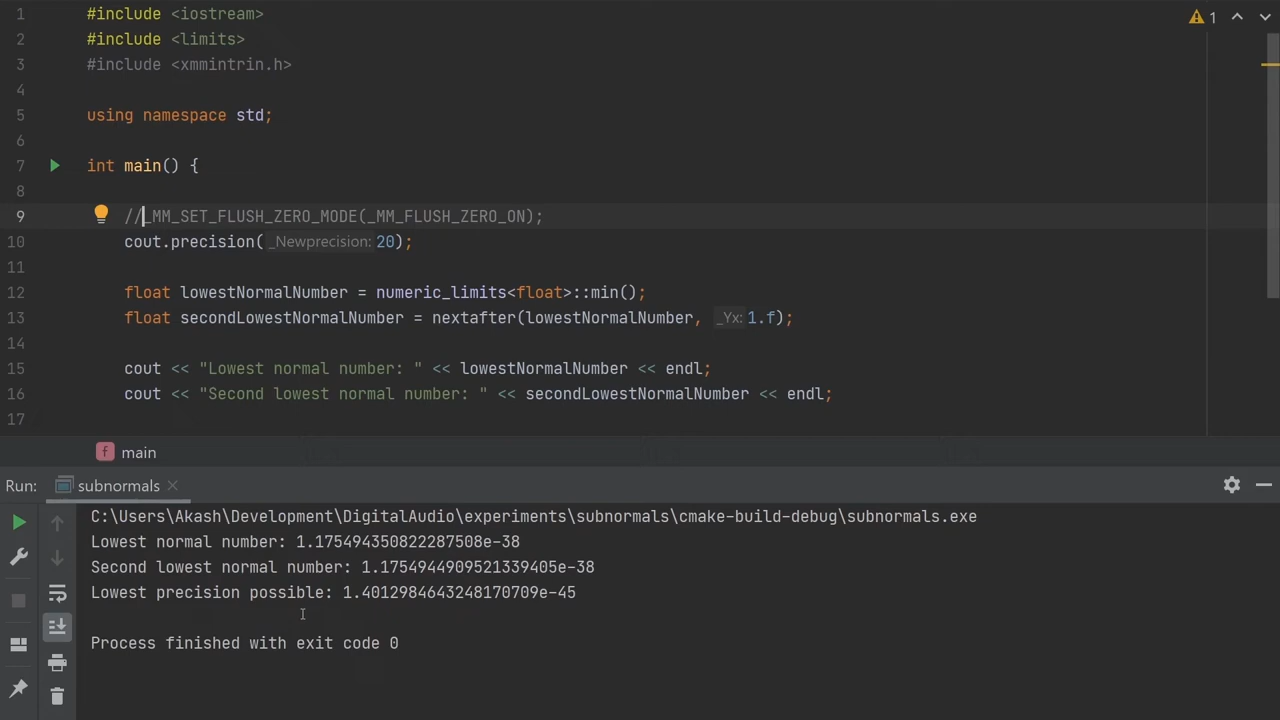 1 #include <iostream>
2 #include <limits>
3 #include <xmmintrin.h>
4
5 using namespace std;
6
7 int main() {
8
9 //_MM_SET_FLUSH_ZERO_MODE(_MM_FLUSH_ZERO_ON);
10 cout.precision( _Newprecision: 20);
11
12 float lowestNormalNumber = numeric_limits<float>::min();
13 float secondLowestNormalNumber = nextafter(lowestNormalNumber, _Yx: 1.f);
14
15 cout << "Lowest normal number: " << lowestNormalNumber << endl;
16 cout << "Second lowest normal number: " << secondLowestNormalNumber << endl;
17
1
f main
Run: subnormals
C:\Users\Akash\Development\DigitalAudio\experiments\subnormals\cmake-build-debug\subnormals.exe
Lowest normal number: 1.175494350822287508e-38
Second lowest normal number: 1.1754944909521339405e-38
Lowest precision possible: 1.4012984643248170709e-45
Process finished with exit code 0